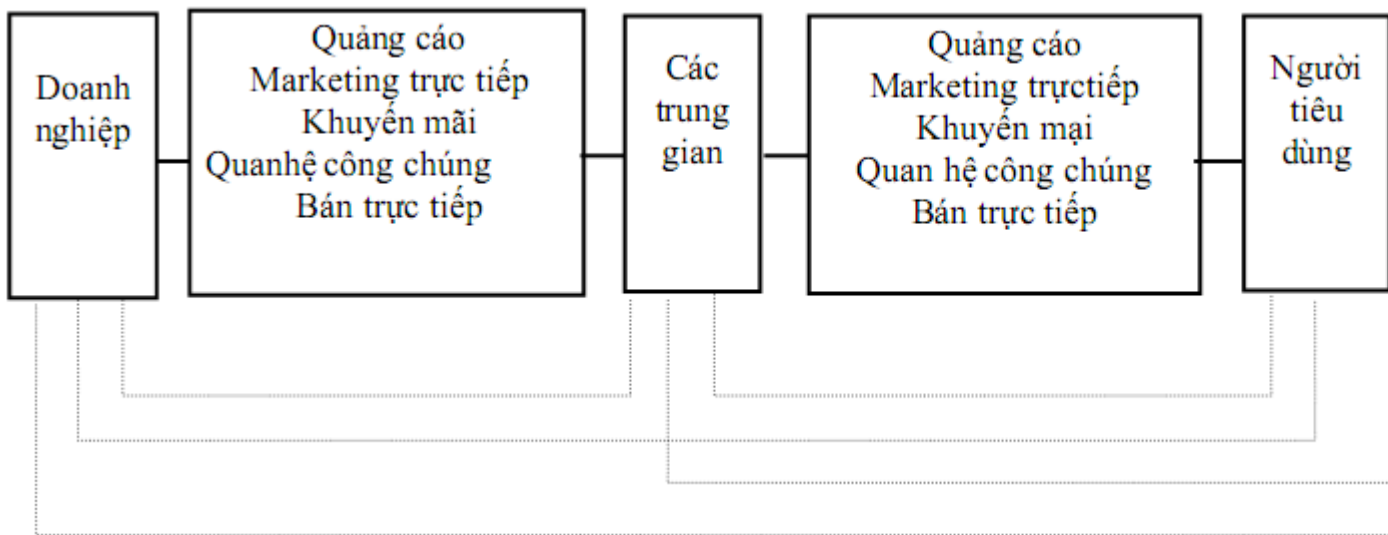 Doanh
nghiệp
Quảng cáo
Marketing trực tiếp
Khuyến mãi
Quanhệ công chúng
Bán trực tiếp
Các
trung
gian
Quảng cáo
Marketing trựctiếp
Khuyến mại
Quan hệ công chúng
Bán trực tiếp
Người
tiêu
dùng